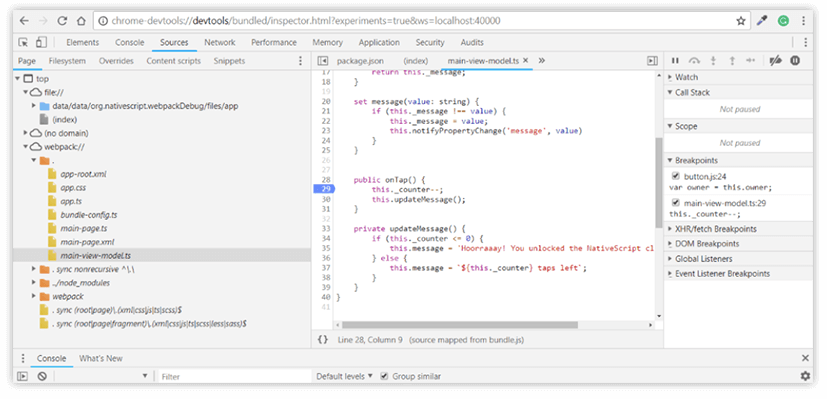 chrome-devtools://devtools/bundled/inspector.html?experiments=true&ws=localhost:40000
Elements Console Sources Network Performance Memory Application Security Audits
Page Filesystem Overrides Content scripts Snippets
package.json (index) main-view-model.ts ×
top
file://
data/data/org.nativescript.webpackDebug/files/app
(index)
(no domain)
webpack://
.
app-root.xml
app.css
app.ts
bundle-config.ts
main-page.ts
main-page.xml
main-view-model.ts
. sync nonrecursive ^\.\
../node_modules
webpack
. sync (root|page)\.(xml|css|js|ts|scss)$
. sync (root|page|fragment)\.(xml|css|js|ts|scss|less|sass)$
17 return this._message;
18 }
19
20 set message(value: string) {
21 if (this._message !== value) {
22 this._message = value;
23 this.notifyPropertyChange('message', value)
24 }
25 }
28 public onTap() {
29 this._counter--;
30 this.updateMessage();
31 }
33 private updateMessage() {
34 if (this._counter <= 0) {
35 this.message = `Hoorraaay! You unlocked the NativeScript cl
36 } else {
37 this.message = `${this._counter} taps left`;
38 }
39 }
40 }
41
{} Line 28, Column 9 (source mapped from bundle.js)
Watch
Call Stack
Not paused
Scope
Not paused
Breakpoints
button.js:24
var owner = this.owner;
main-view-model.ts:29
this._counter--;
XHR/fetch Breakpoints
DOM Breakpoints
Global Listeners
Event Listener Breakpoints
Console What's New
Filter Default levels Group similar